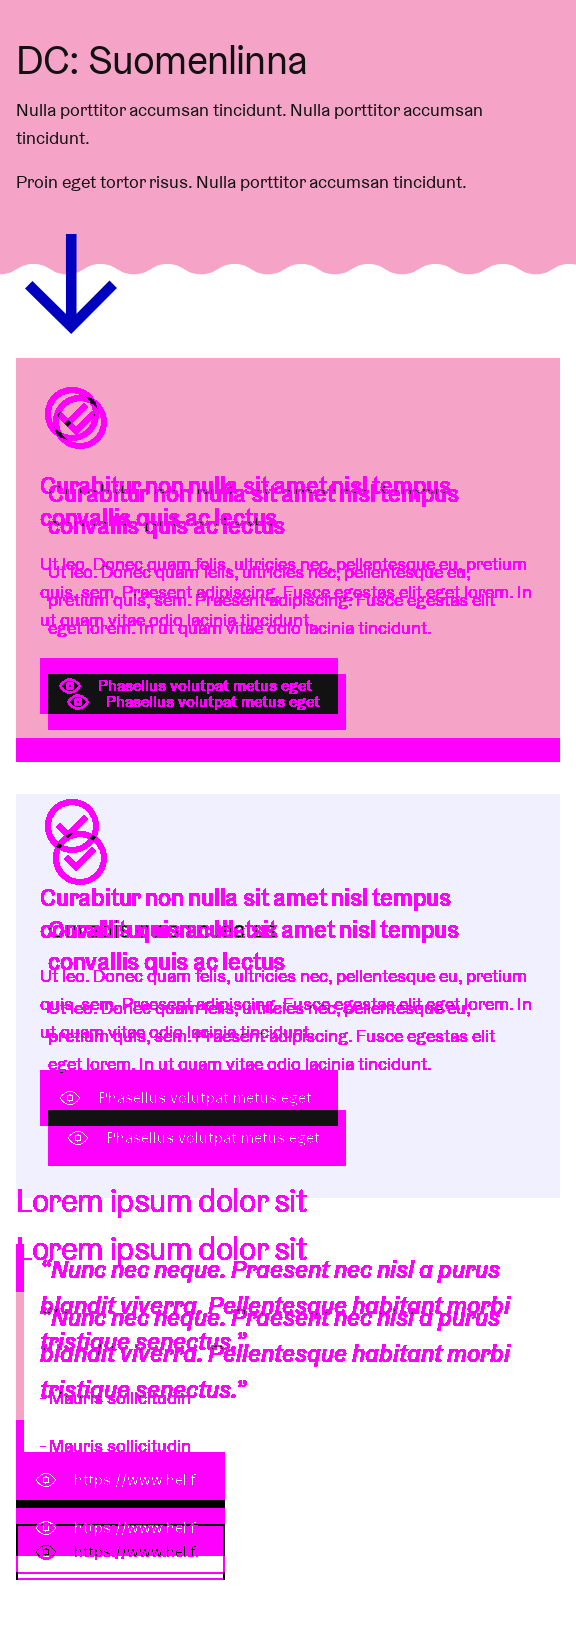 DC: Suomenlinna
Nulla porttitor accumsan tincidunt. Nulla porttitor accumsan
tincidunt.
Proin eget tortor risus. Nulla porttitor accumsan tincidunt.
Curabitur non nulla sit amet nisl tempus
Curabitur non nulla sit amet nisl tempus
convallis quis ac lectus
convallis quis ac lectus
Ut leo. Donec quam felis, ultricies nec, pellentesque eu, pretium
Ut leo. Donec quam felis, ultricies nec, pellentesque eu,
quis, sem. Praesent adipiscing. Fusce egestas elit eget lorem. In
pretium quis, sem. Praesent adipiscing. Fusce egestas elit
ut quam vitae odio lacinia tincidunt.
eget lorem. In ut quam vitae odio lacinia tincidunt.
Phasellus volutpat metus eget
Phasellus volutpat metus eget
Curabitur non nulla sit amet nisl tempus
convallis quis ac lectus
Curabitur non nulla sit amet nisl tempus
convallis quis ac lectus
Ut leo. Donec quam felis, ultricies nec, pellentesque eu, pretium
quis, sem. Praesent adipiscing. Fusce egestas elit eget lorem. In
Ut leo. Donec quam felis, ultricies nec, pellentesque eu,
ut quam vitae odio lacinia tincidunt.
pretium quis, sem. Praesent adipiscing. Fusce egestas elit
eget lorem. In ut quam vitae odio lacinia tincidunt.
Phasellus volutpat metus eget
Phasellus volutpat metus eget
Lorem ipsum dolor sit
Lorem ipsum dolor sit
“Nunc nec neque. Praesent nec nisl a purus
blandit viverra. Pellentesque habitant morbi
“Nunc nec neque. Praesent nec nisl a purus
tristique senectus.”
blandit viverra. Pellentesque habitant morbi
tristique senectus.”
- Mauris sollicitudin
- Mauris sollicitudin
https://www.hel.f
https://www.hel.f
https://www.hel.f